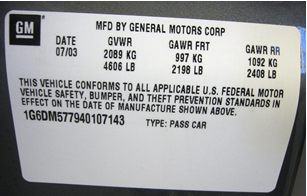 GM
MFD BY GENERAL MOTORS CORP
DATE GVWR GAWR FRT GAWR RR
07/03 2089 KG 997 KG 1092 KG
4606 LB 2198 LB 2408 LB
THIS VEHICLE CONFORMS TO ALL APPLICABLE U.S. FEDERAL MOTOR
VEHICLE SAFETY, BUMPER, AND THEFT PREVENTION STANDARDS IN
EFFECT ON THE DATE OF MANUFACTURE SHOWN ABOVE.
1G6DM577940107143 TYPE: PASS CAR